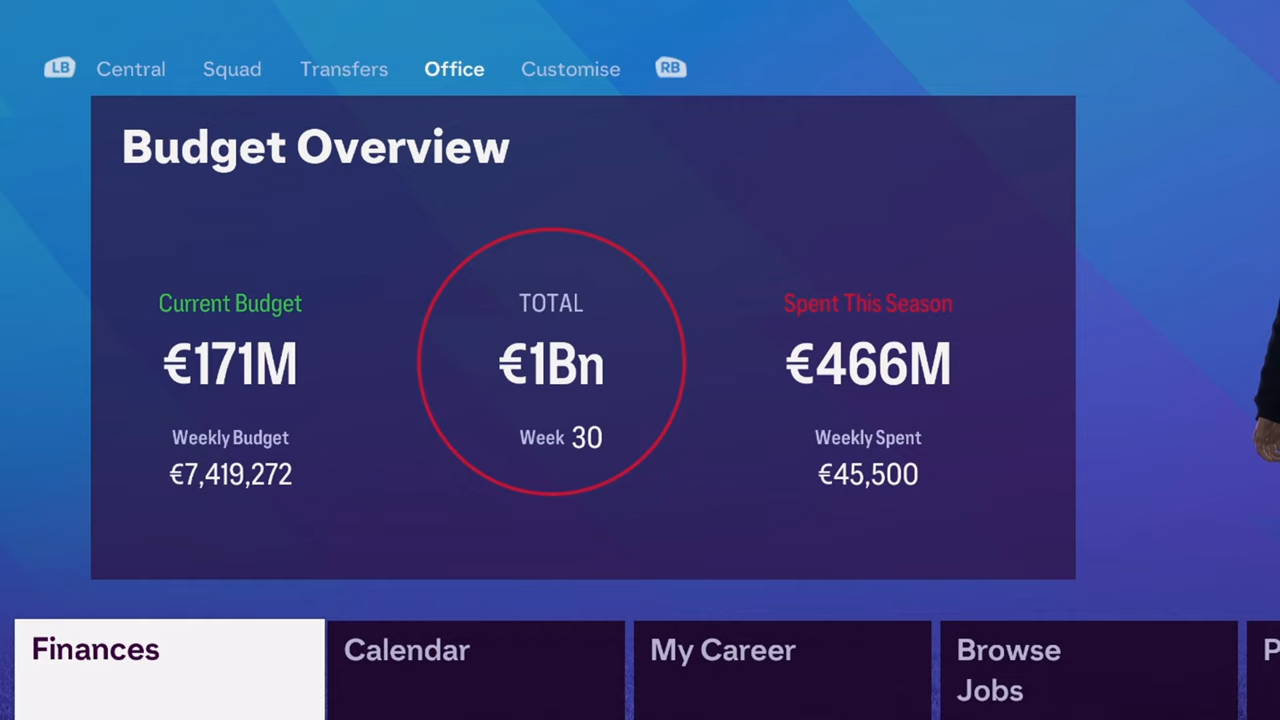 LB Central Squad Transfers Office Customise RB
Budget Overview
Current Budget
€171M
Weekly Budget
€7,419,272
TOTAL
€1Bn
Week 30
Spent This Season
€466M
Weekly Spent
€45,500
Finances
Calendar
My Career
Browse
Jobs
P